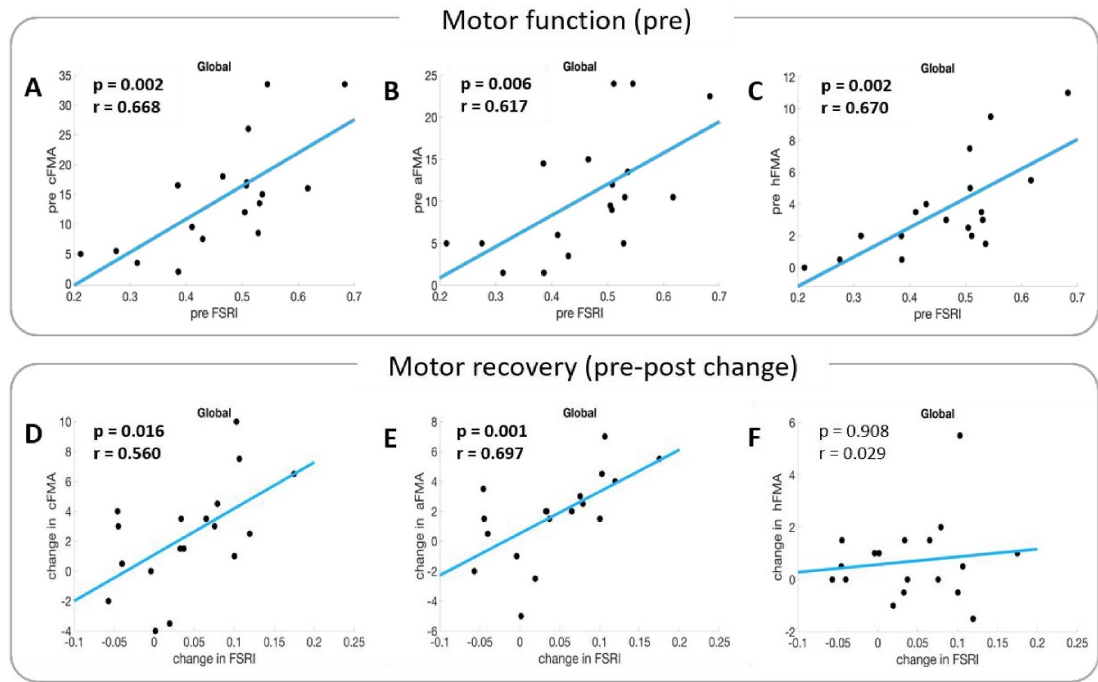 Motor function (pre)
A
Global
p = 0.002
r = 0.668
pre cFMA
35
30
25
20
15
10
5
0
0.2 0.3 0.4 0.5 0.6 0.7
pre FSRI
B
Global
p = 0.006
r = 0.617
pre aFMA
25
20
15
10
5
0
0.2 0.3 0.4 0.5 0.6 0.7
pre FSRI
C
Global
p = 0.002
r = 0.670
pre hFMA
12
10
8
6
4
2
0
0.2 0.3 0.4 0.5 0.6 0.7
pre FSRI
Motor recovery (pre-post change)
D
Global
p = 0.016
r = 0.560
change in cFMA
10
8
6
4
2
0
-2
-4
-0.1 -0.05 0 0.05 0.1 0.15 0.2 0.25
change in FSRI
E
Global
p = 0.001
r = 0.697
change in aFMA
8
6
4
2
0
-2
-4
-6
-0.1 -0.05 0 0.05 0.1 0.15 0.2 0.25
change in FSRI
F
Global
p = 0.908
r = 0.029
change in hFMA
6
4
2
0
-2
-0.1 -0.05 0 0.05 0.1 0.15 0.2 0.25
change in FSRI